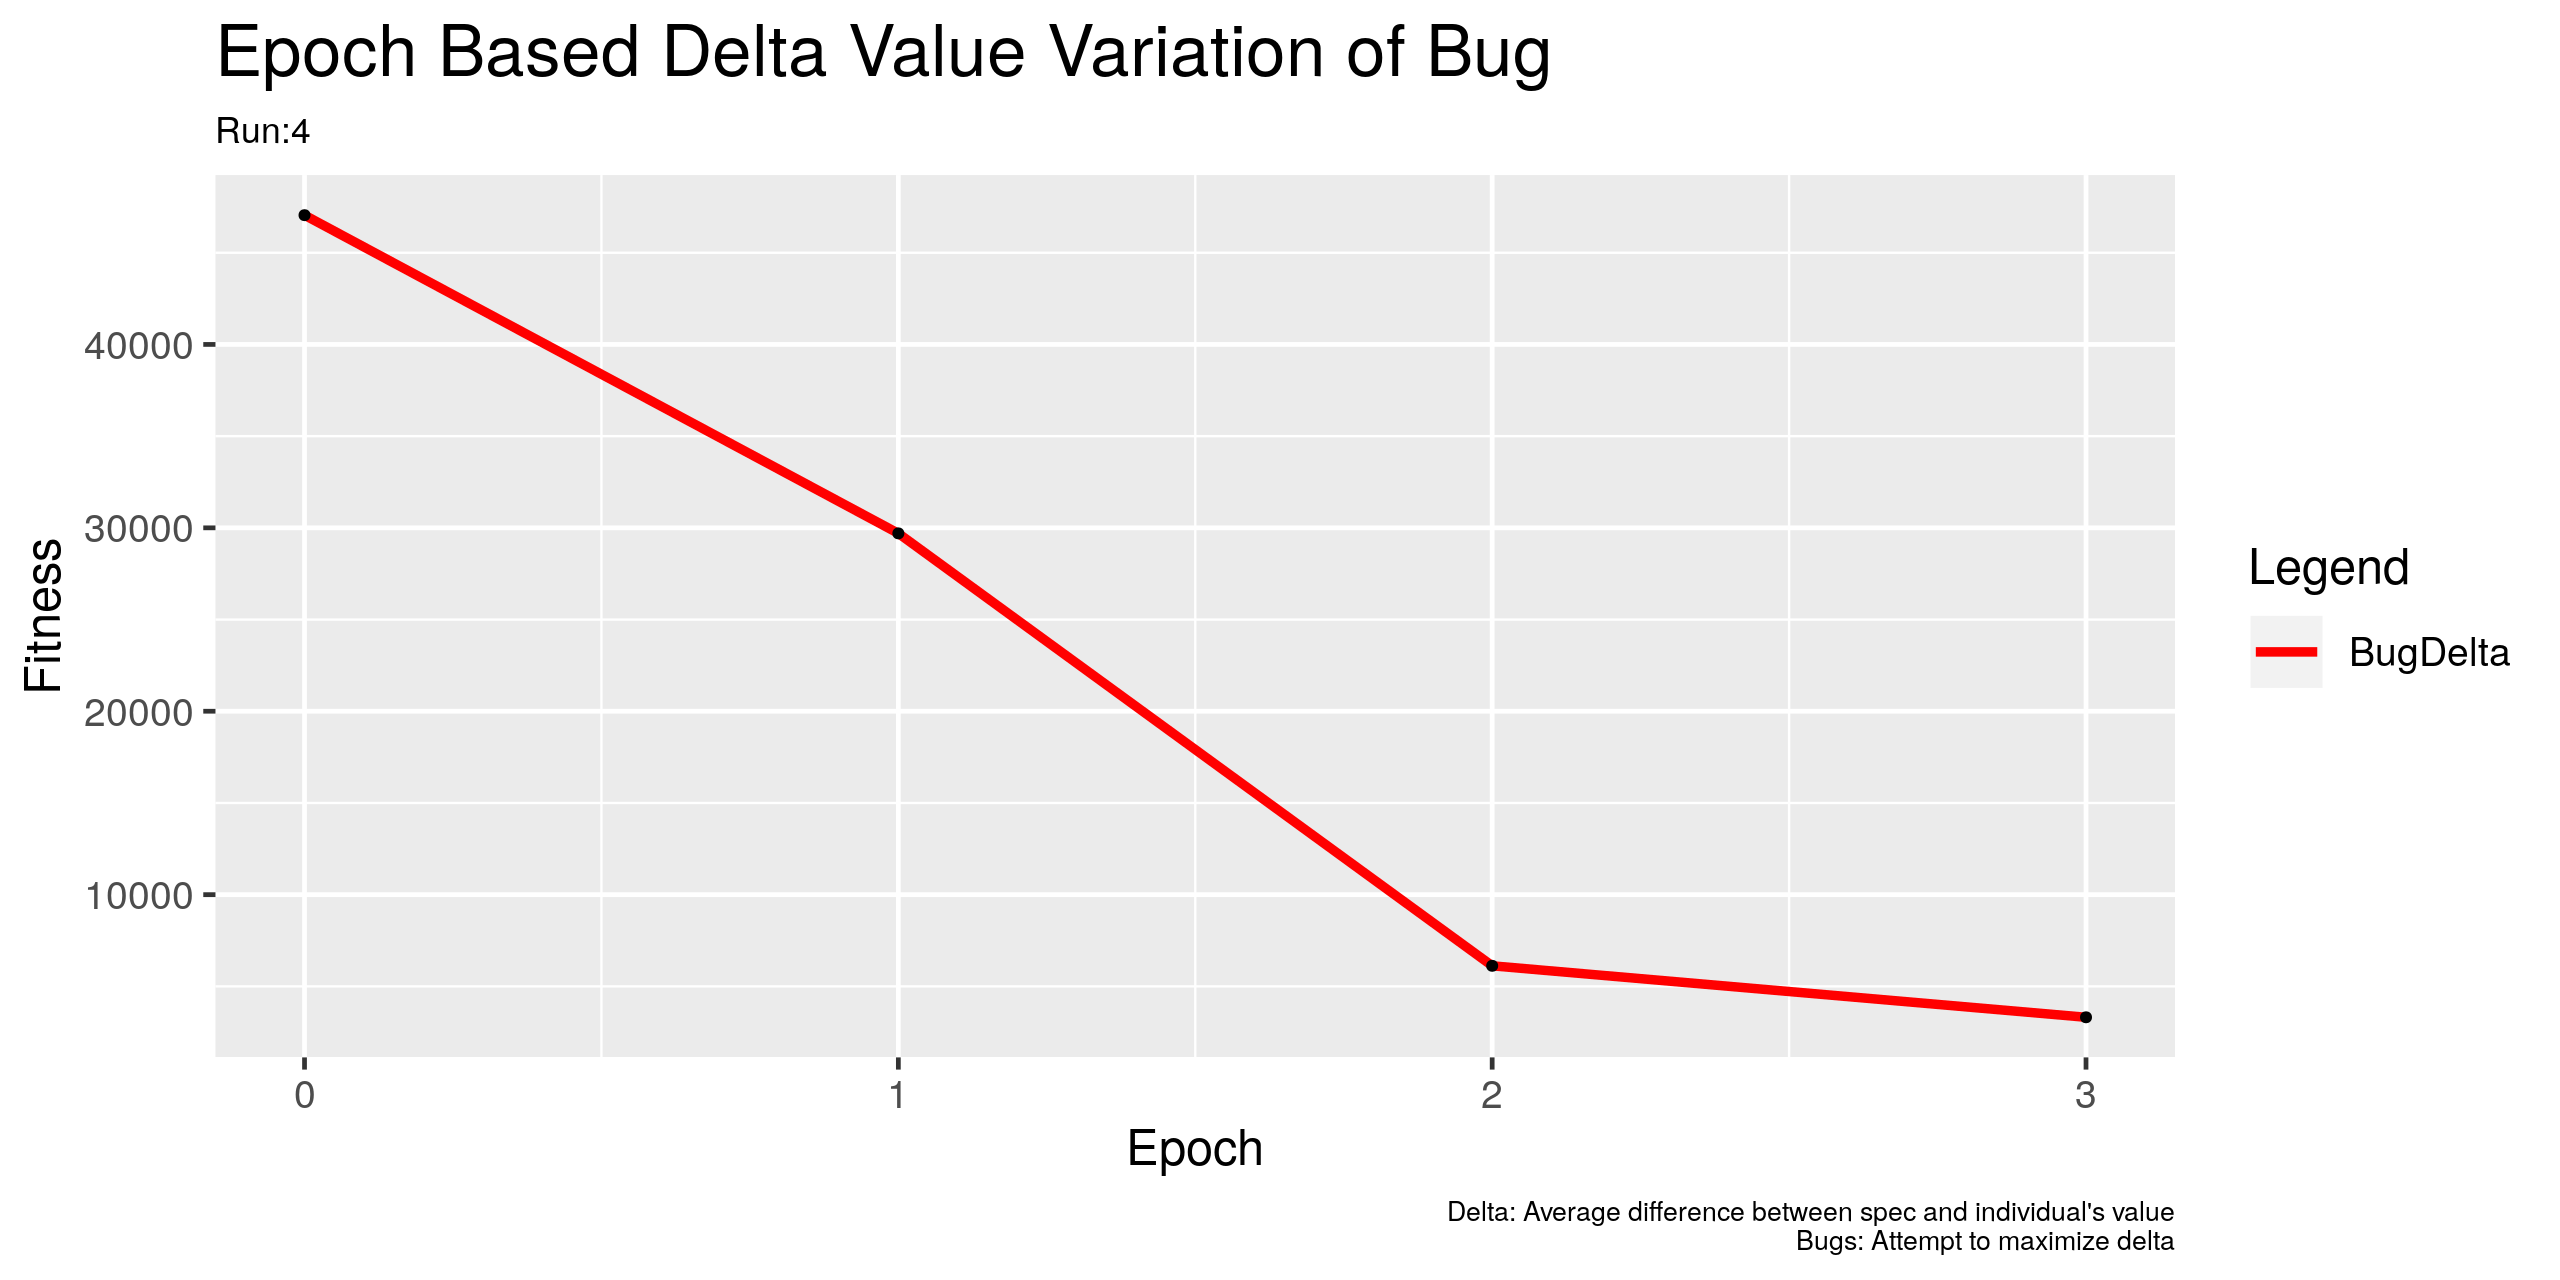 Epoch Based Delta Value Variation of Bug
Run:4
Fitness
40000
30000
20000
10000
0
1
2
3
Epoch
Legend
BugDelta
Delta: Average difference between spec and individual's value
Bugs: Attempt to maximize delta